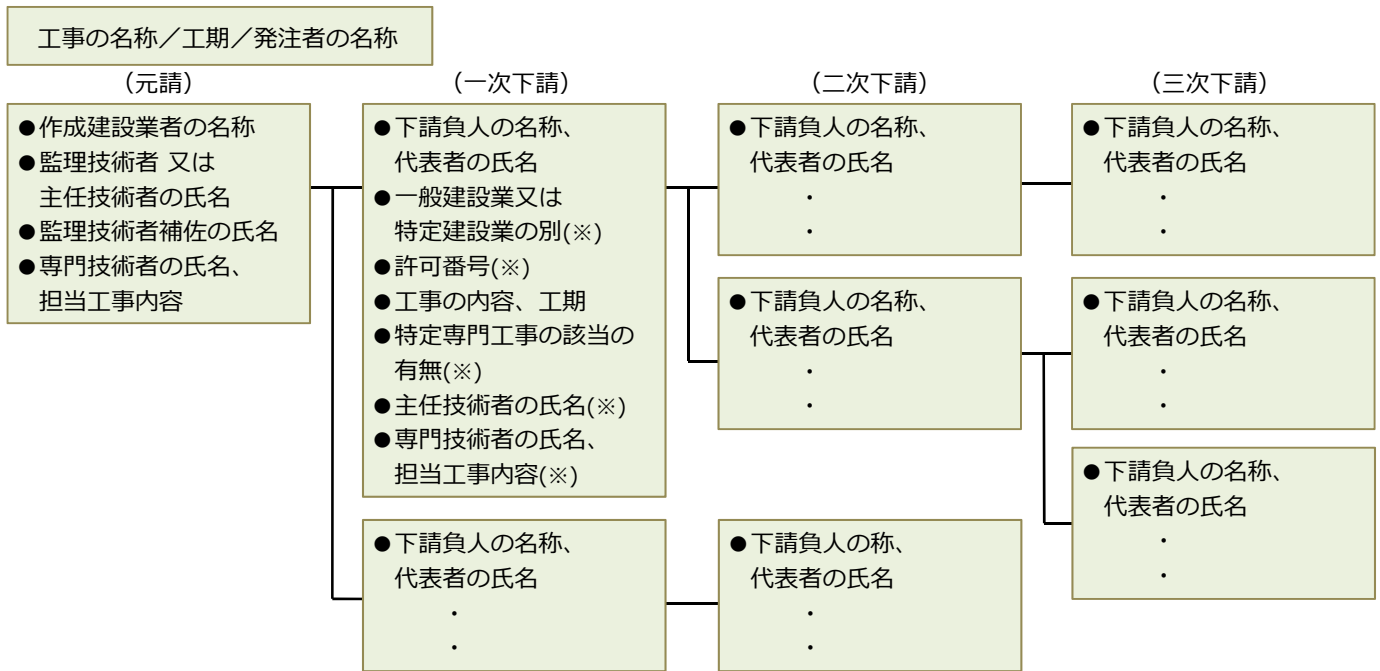 工事の名称／工期／発注者の名称
（元請）
（一次下請）
（二次下請）
（三次下請）
●作成建設業者の名称
●監理技術者 又は
主任技術者の氏名
●監理技術者補佐の氏名
●専門技術者の氏名、
担当工事内容
●下請負人の名称、
代表者の氏名
●一般建設業又は
特定建設業の別(※)
●許可番号(※)
●工事の内容、工期
●特定専門工事の該当の
有無(※)
●主任技術者の氏名(※)
●専門技術者の氏名、
担当工事内容(※)
●下請負人の名称、
代表者の氏名
・
・
●下請負人の名称、
代表者の氏名
・
・
●下請負人の名称、
代表者の氏名
・
・
●下請負人の称、
代表者の氏名
・
・
●下請負人の名称、
代表者の氏名
・
・
●下請負人の名称、
代表者の氏名
・
・
●下請負人の名称、
代表者の氏名
・
・